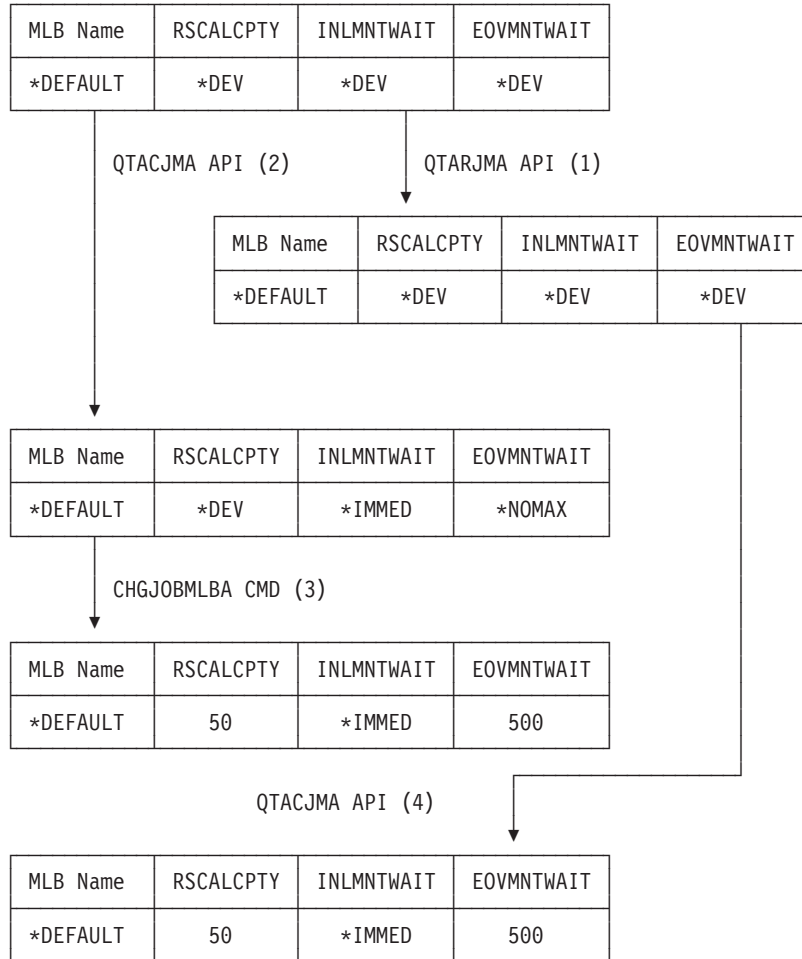 MLB Name RSCALCPTY INLMNTWAIT EOVMNTWAIT
*DEFAULT *DEV *DEV *DEV
QTACJMA API (2) QTARJMA API (1)
MLB Name RSCALCPTY INLMNTWAIT EOVMNTWAIT
*DEFAULT *DEV *DEV *DEV
MLB Name RSCALCPTY INLMNTWAIT EOVMNTWAIT
*DEFAULT *DEV *IMMED *NOMAX
CHGJOBMLBA CMD (3)
MLB Name RSCALCPTY INLMNTWAIT EOVMNTWAIT
*DEFAULT 50 *IMMED 500
QTACJMA API (4)
MLB Name RSCALCPTY INLMNTWAIT EOVMNTWAIT
*DEFAULT 50 *IMMED 500